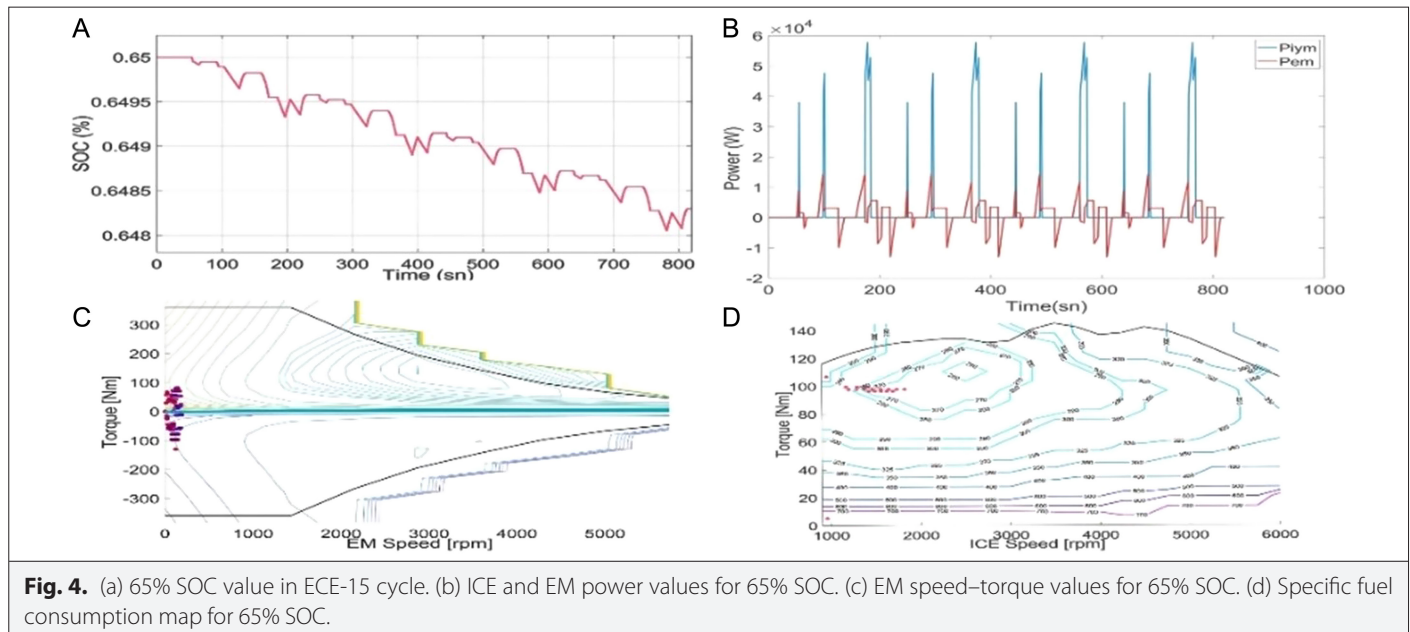 A
0.65
0.6495
0.649
0.6485
0.648
SOC (%)
0 100 200 300 400 500 600 700 800
Time (sn)
B
×10⁴
6
5
4
3
2
1
0
-1
-2
Power (W)
Piym
Pem
0 200 400 600 800 1000
Time(sn)
C
300
200
100
0
-100
-200
-300
Torque [Nm]
0 1000 2000 3000 4000 5000
EM Speed [rpm]
D
140
120
100
80
60
40
20
0
Torque [Nm]
1000 2000 3000 4000 5000 6000
ICE Speed [rpm]
Fig. 4. (a) 65% SOC value in ECE-15 cycle. (b) ICE and EM power values for 65% SOC. (c) EM speed–torque values for 65% SOC. (d) Specific fuel
consumption map for 65% SOC.